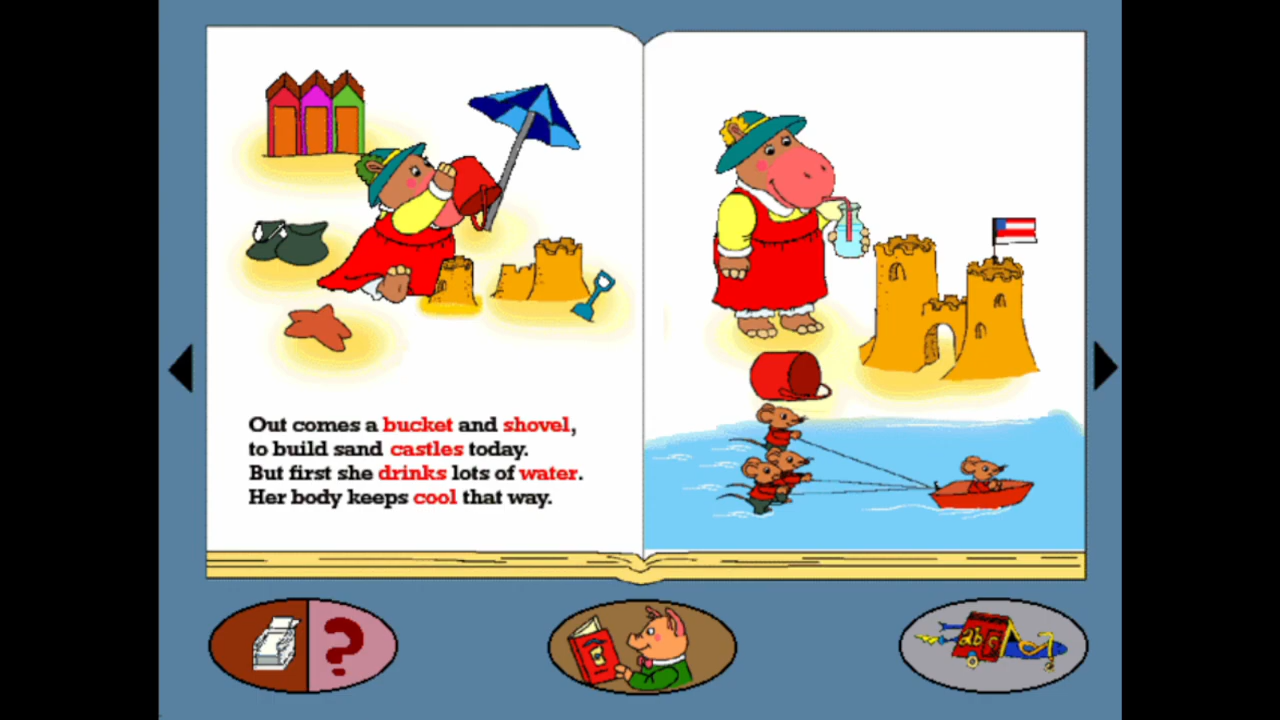 Out comes a bucket and shovel,
to build sand castles today.
But first she drinks lots of water.
Her body keeps cool that way.
?
abc